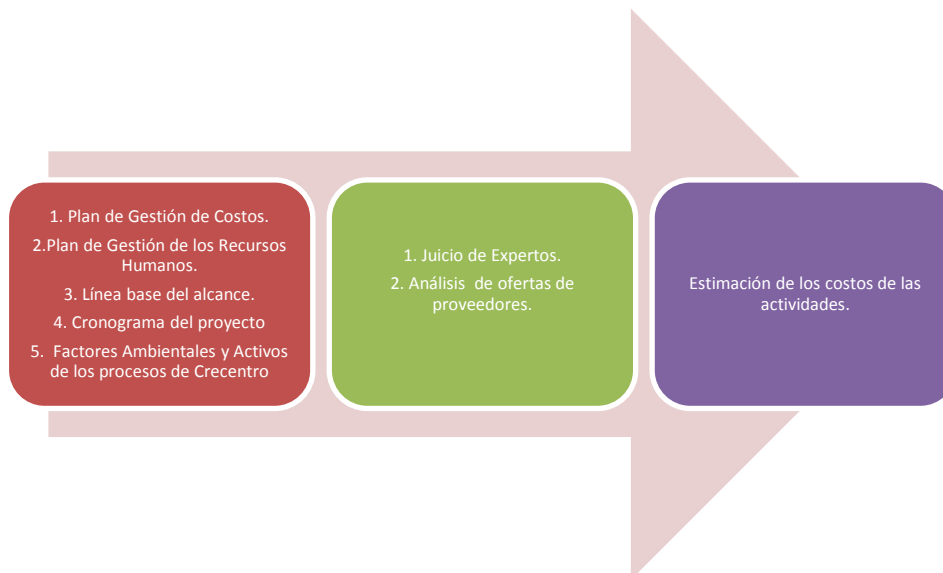 1. Plan de Gestión de Costos.
2.Plan de Gestión de los Recursos
Humanos.
3. Línea base del alcance.
4. Cronograma del proyecto
5. Factores Ambientales y Activos
de los procesos de Crecentro
1. Juicio de Expertos.
2. Análisis de ofertas de
proveedores.
Estimación de los costos de las
actividades.